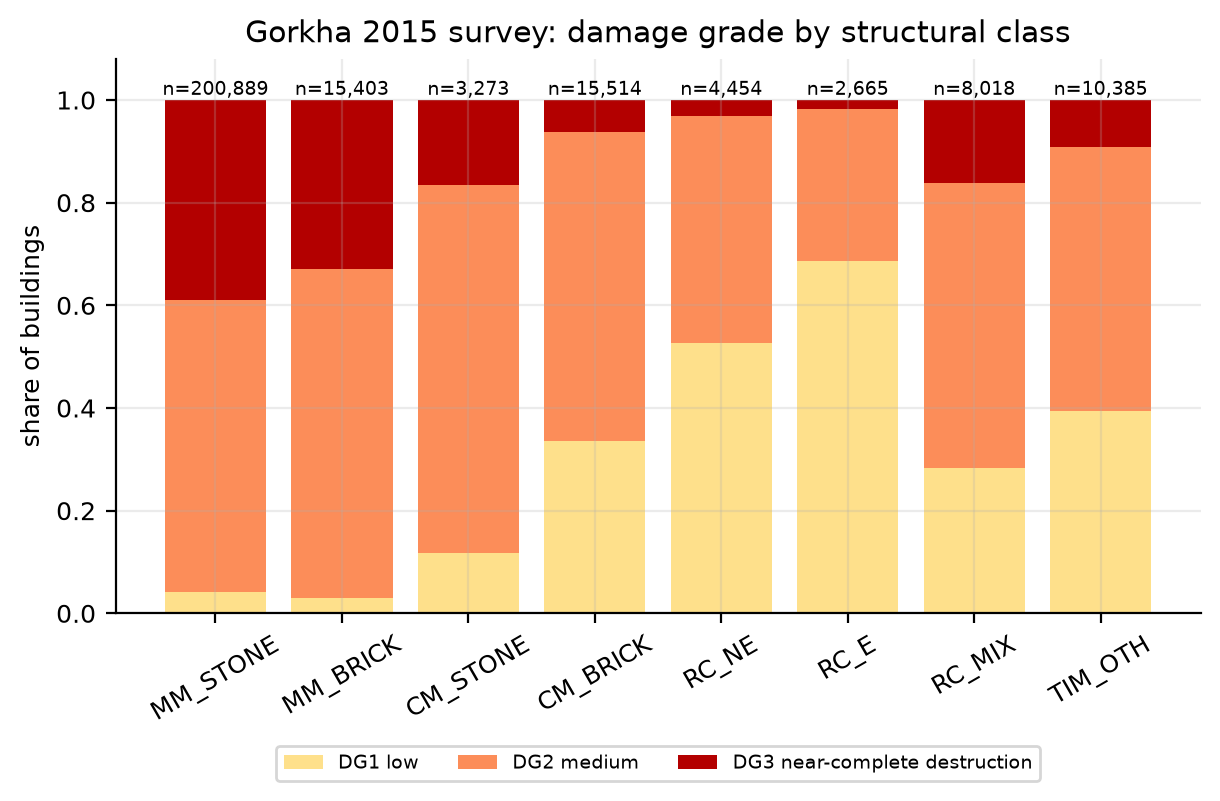 Gorkha 2015 survey: damage grade by structural class
n=200,889 n=15,403 n=3,273 n=15,514 n=4,454 n=2,665 n=8,018 n=10,385
1.0
0.8
0.6
0.4
0.2
0.0
share of buildings
MM_STONE MM_BRICK CM_STONE CM_BRICK RC_NE RC_E RC_MIX TIM_OTH
DG1 low DG2 medium DG3 near-complete destruction